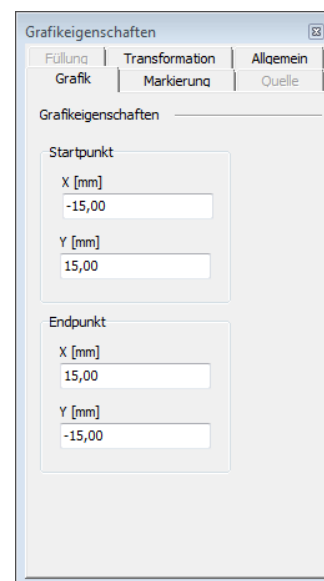 Grafikeigenschaften
Füllung Transformation Allgemein
Grafik Markierung Quelle
Grafikeigenschaften
Startpunkt
X [mm]
-15,00
Y [mm]
15,00
Endpunkt
X [mm]
15,00
Y [mm]
-15,00